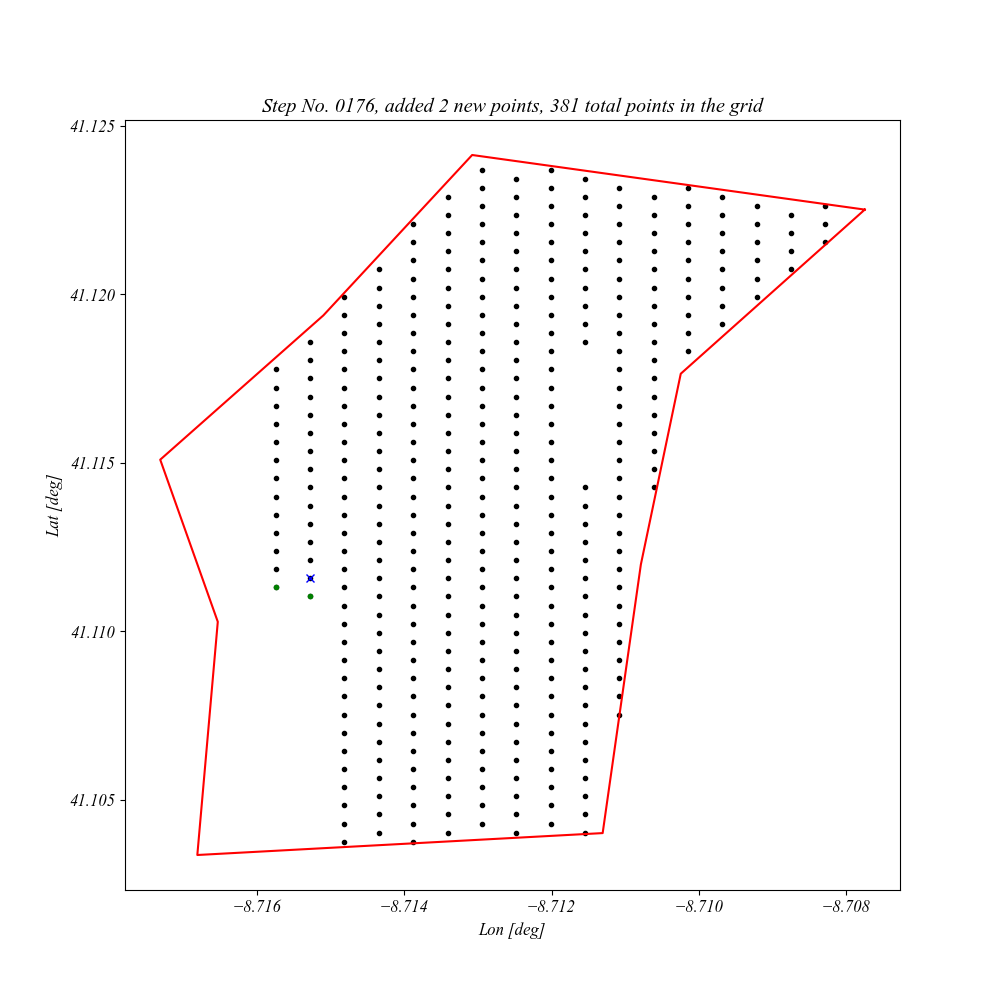 Step No. 0176, added 2 new points, 381 total points in the grid
41.125
41.120
41.115
41.110
41.105
Lat [deg]
−8.716 −8.714 −8.712 −8.710 −8.708
Lon [deg]